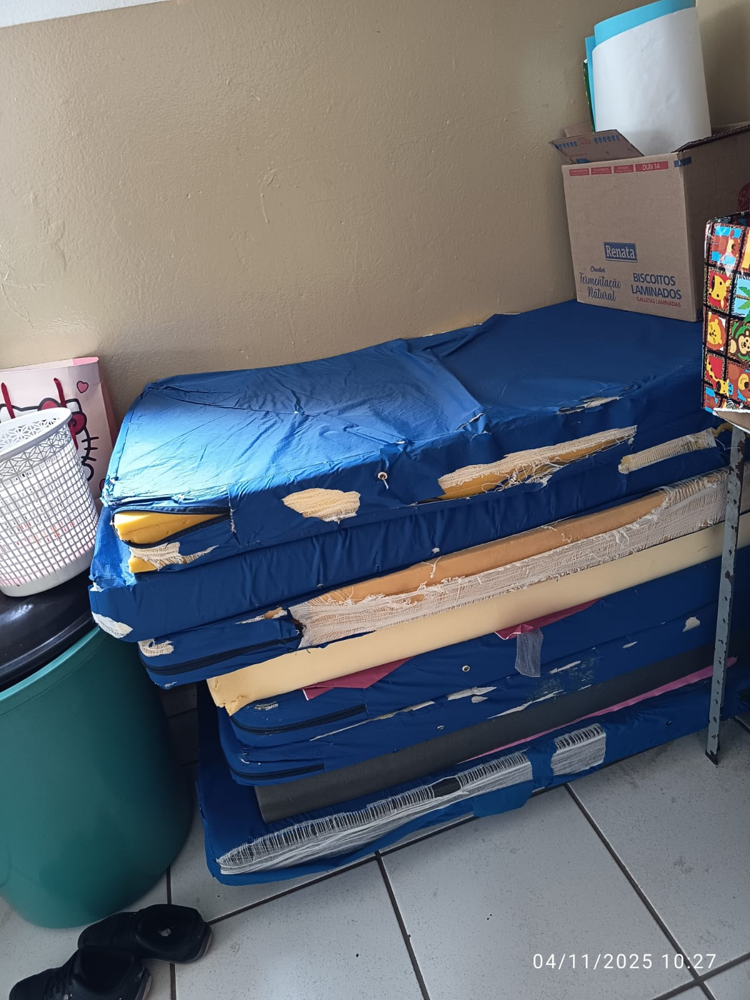 DUN 14
Renata
Cracker
Fermentação
Natural
BISCOITOS
LAMINADOS
GALLETAS LAMINADAS
04/11/2025 10:27